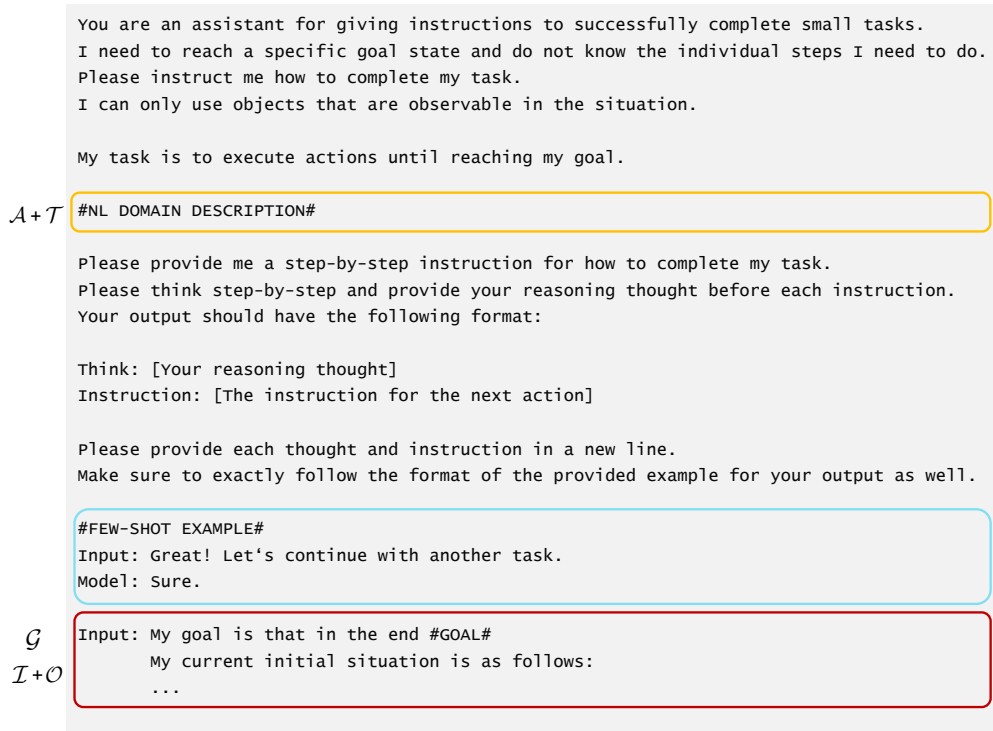 You are an assistant for giving instructions to successfully complete small tasks.
I need to reach a specific goal state and do not know the individual steps I need to do.
Please instruct me how to complete my task.
I can only use objects that are observable in the situation.
My task is to execute actions until reaching my goal.
𝒜 + 𝒯 #NL DOMAIN DESCRIPTION#
Please provide me a step-by-step instruction for how to complete my task.
Please think step-by-step and provide your reasoning thought before each instruction.
Your output should have the following format:
Think: [Your reasoning thought]
Instruction: [The instruction for the next action]
Please provide each thought and instruction in a new line.
Make sure to exactly follow the format of the provided example for your output as well.
#FEW-SHOT EXAMPLE#
Input: Great! Let‘s continue with another task.
Model: Sure.
𝒢 Input: My goal is that in the end #GOAL#
ℐ + 𝒪 My current initial situation is as follows:
...